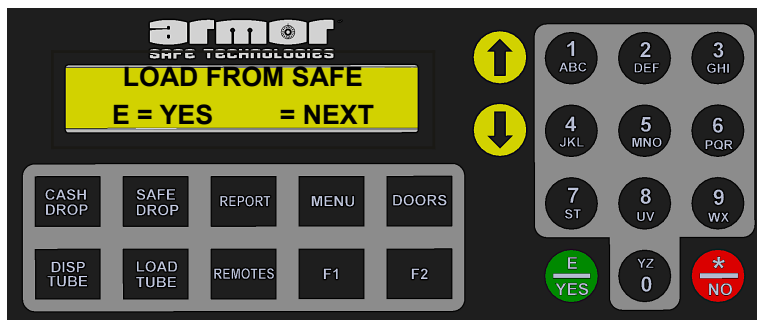 armor
SAFE TECHNOLOGIES
LOAD FROM SAFE
E = YES = NEXT
CASH DROP
SAFE DROP
REPORT
MENU
DOORS
DISP TUBE
LOAD TUBE
REMOTES
F1
F2
1 ABC
2 DEF
3 GHI
4 JKL
5 MNO
6 PQR
7 ST
8 UV
9 WX
E YES
YZ 0
* NO